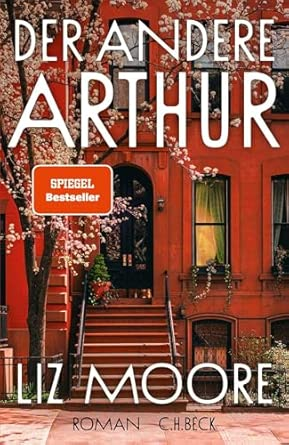 DER ANDERE
ARTHUR
SPIEGEL
Bestseller
LIZ MOORE
ROMAN C.H.BECK